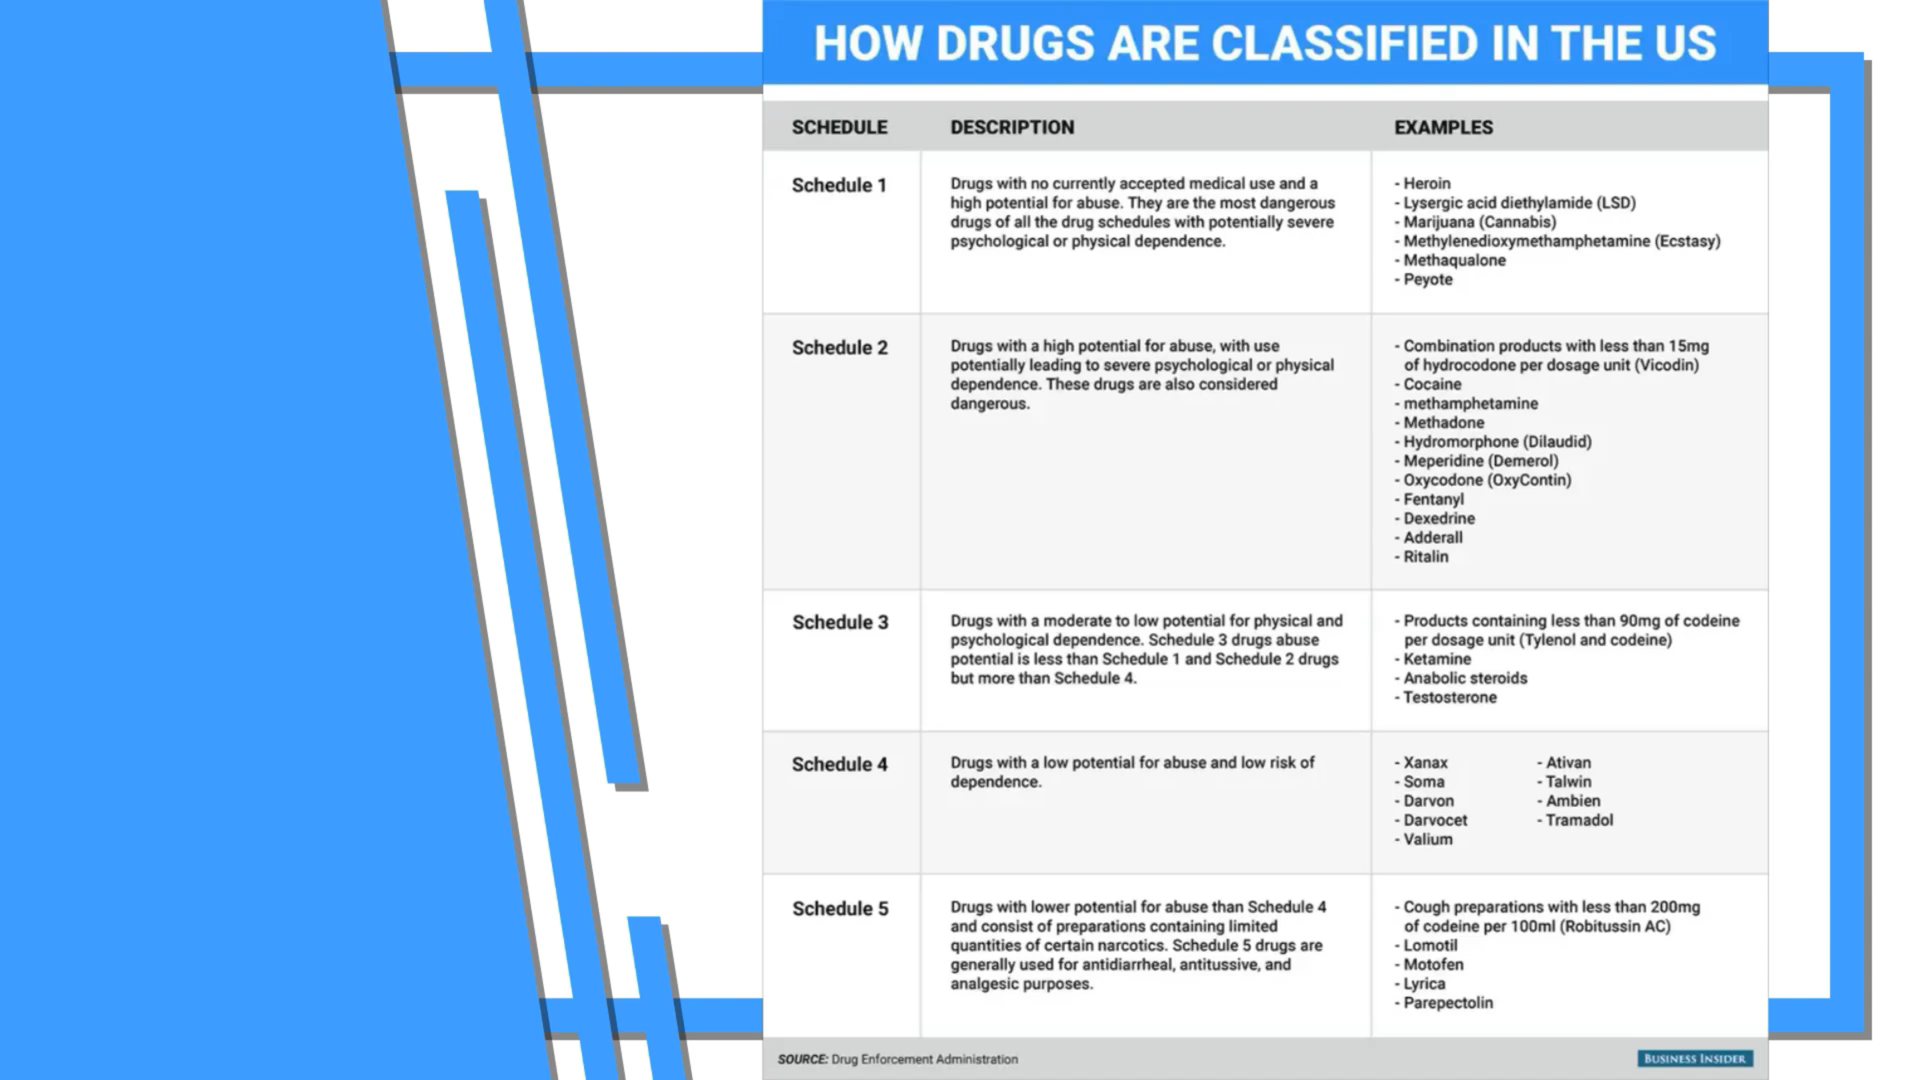 HOW DRUGS ARE CLASSIFIED IN THE US
SCHEDULE DESCRIPTION EXAMPLES
Schedule 1
Drugs with no currently accepted medical use and a
high potential for abuse. They are the most dangerous
drugs of all the drug schedules with potentially severe
psychological or physical dependence.
- Heroin
- Lysergic acid diethylamide (LSD)
- Marijuana (Cannabis)
- Methylenedioxymethamphetamine (Ecstasy)
- Methaqualone
- Peyote
Schedule 2
Drugs with a high potential for abuse, with use
potentially leading to severe psychological or physical
dependence. These drugs are also considered
dangerous.
- Combination products with less than 15mg
of hydrocodone per dosage unit (Vicodin)
- Cocaine
- methamphetamine
- Methadone
- Hydromorphone (Dilaudid)
- Meperidine (Demerol)
- Oxycodone (OxyContin)
- Fentanyl
- Dexedrine
- Adderall
- Ritalin
Schedule 3
Drugs with a moderate to low potential for physical and
psychological dependence. Schedule 3 drugs abuse
potential is less than Schedule 1 and Schedule 2 drugs
but more than Schedule 4.
- Products containing less than 90mg of codeine
per dosage unit (Tylenol and codeine)
- Ketamine
- Anabolic steroids
- Testosterone
Schedule 4
Drugs with a low potential for abuse and low risk of
dependence.
- Xanax
- Soma
- Darvon
- Darvocet
- Valium
- Ativan
- Talwin
- Ambien
- Tramadol
Schedule 5
Drugs with lower potential for abuse than Schedule 4
and consist of preparations containing limited
quantities of certain narcotics. Schedule 5 drugs are
generally used for antidiarrheal, antitussive, and
analgesic purposes.
- Cough preparations with less than 200mg
of codeine per 100ml (Robitussin AC)
- Lomotil
- Motofen
- Lyrica
- Parepectolin
SOURCE: Drug Enforcement Administration
BUSINESS INSIDER